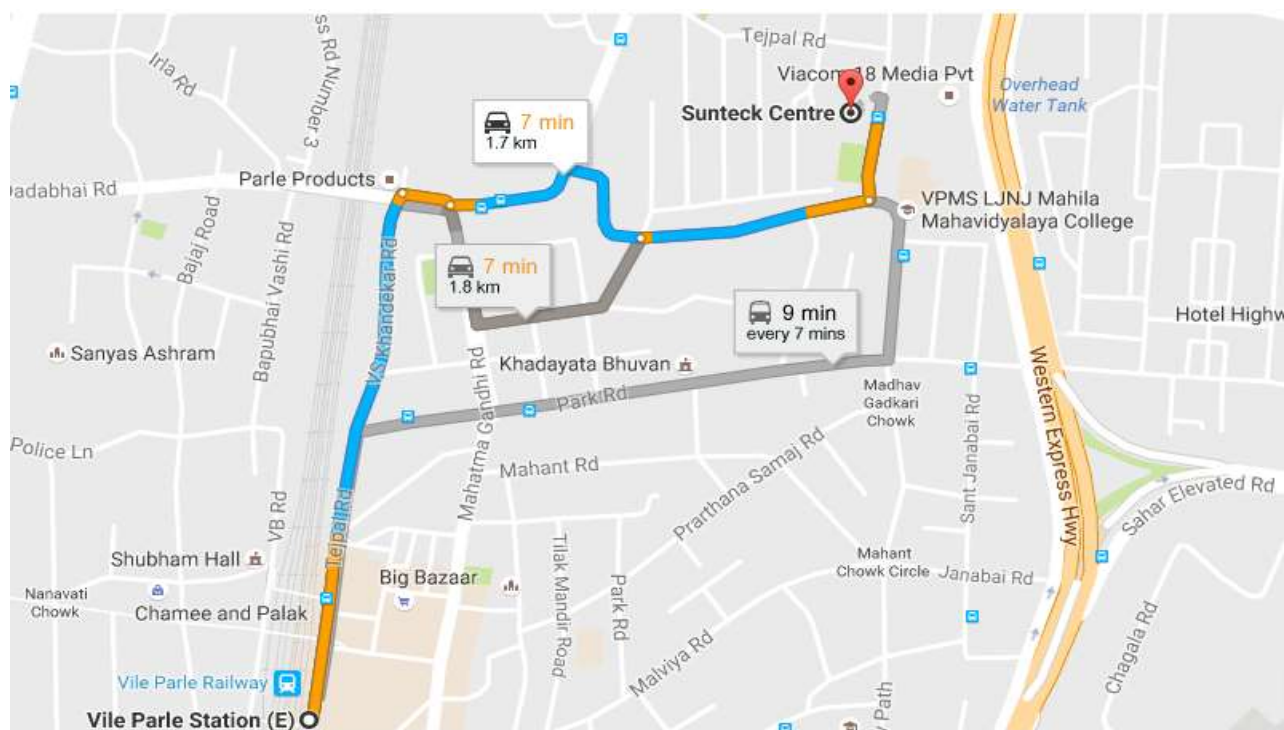 Tejpal Rd
Irla Rd
ss Rd Number 3
Viacom 18 Media Pvt
Overhead
Water Tank
Sunteck Centre
7 min
1.7 km
Parle Products
Dadabhai Rd
VPMS LJNJ Mahila
Mahavidyalaya College
Bajaj Road
Bapubhai Vashi Rd
VS Khandekar Rd
7 min
1.8 km
9 min
every 7 mins
Hotel Highw
Sanyas Ashram
Khadayata Bhuvan
Park Rd
Madhav
Gadkari
Chowk
Western Express Hwy
Mahatma Gandhi Rd
Police Ln
Mahant Rd
Prarthana Samaj Rd
Sant Janabai Rd
Sahar Elevated Rd
VB Rd
Tejpal Rd
Shubham Hall
Big Bazaar
Mahant
Chowk Circle
Janabai Rd
Nanavati
Chowk
Chamee and Palak
Tilak Mandir Road
Park Rd
Malviya Rd
Chagala Rd
Vile Parle Railway
Vile Parle Station (E)
y Path